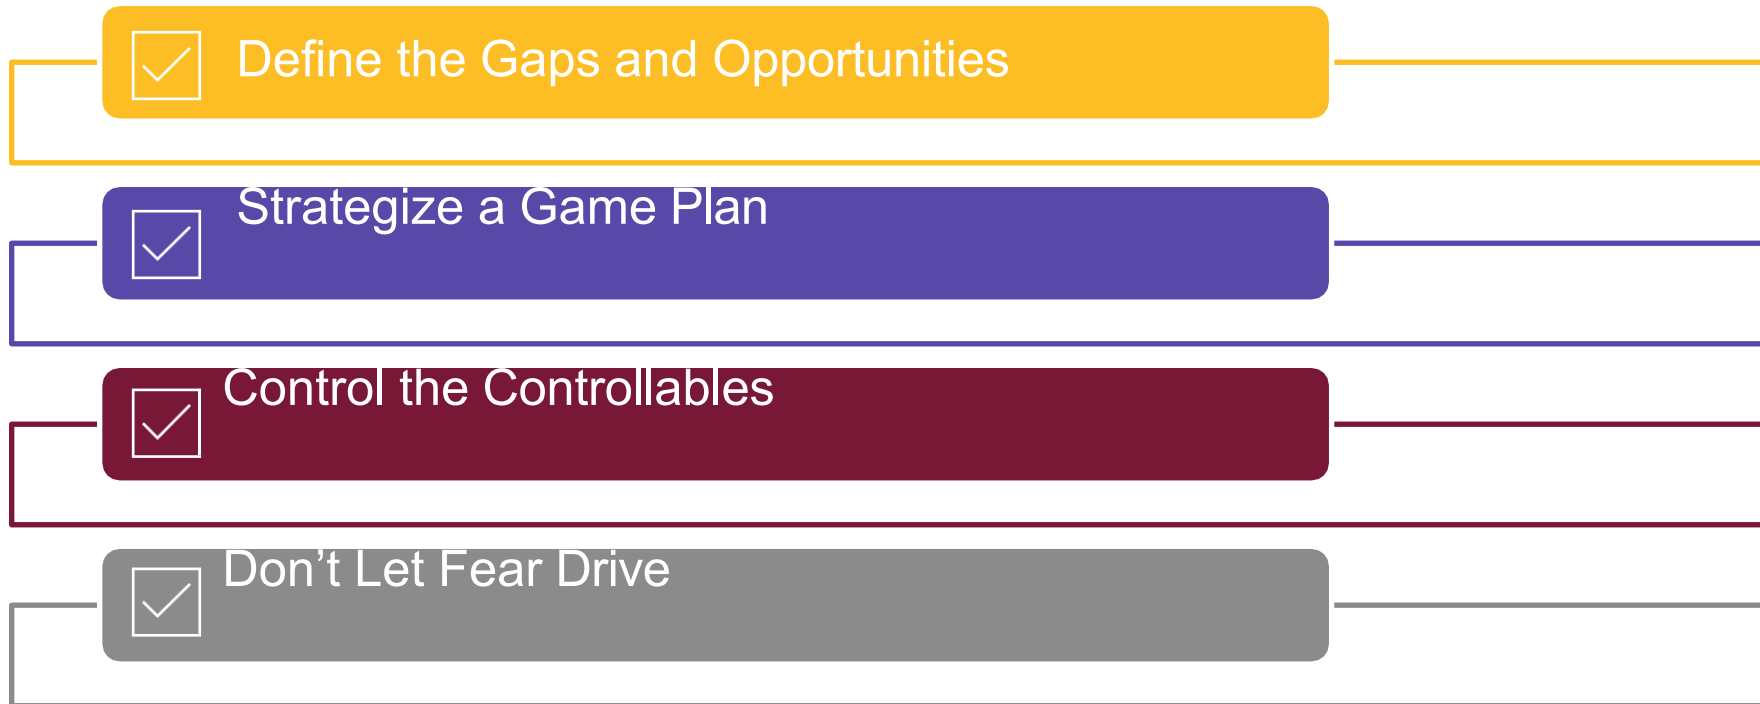 Define the Gaps and Opportunities
Strategize a Game Plan
Control the Controllables
Don’t Let Fear Drive